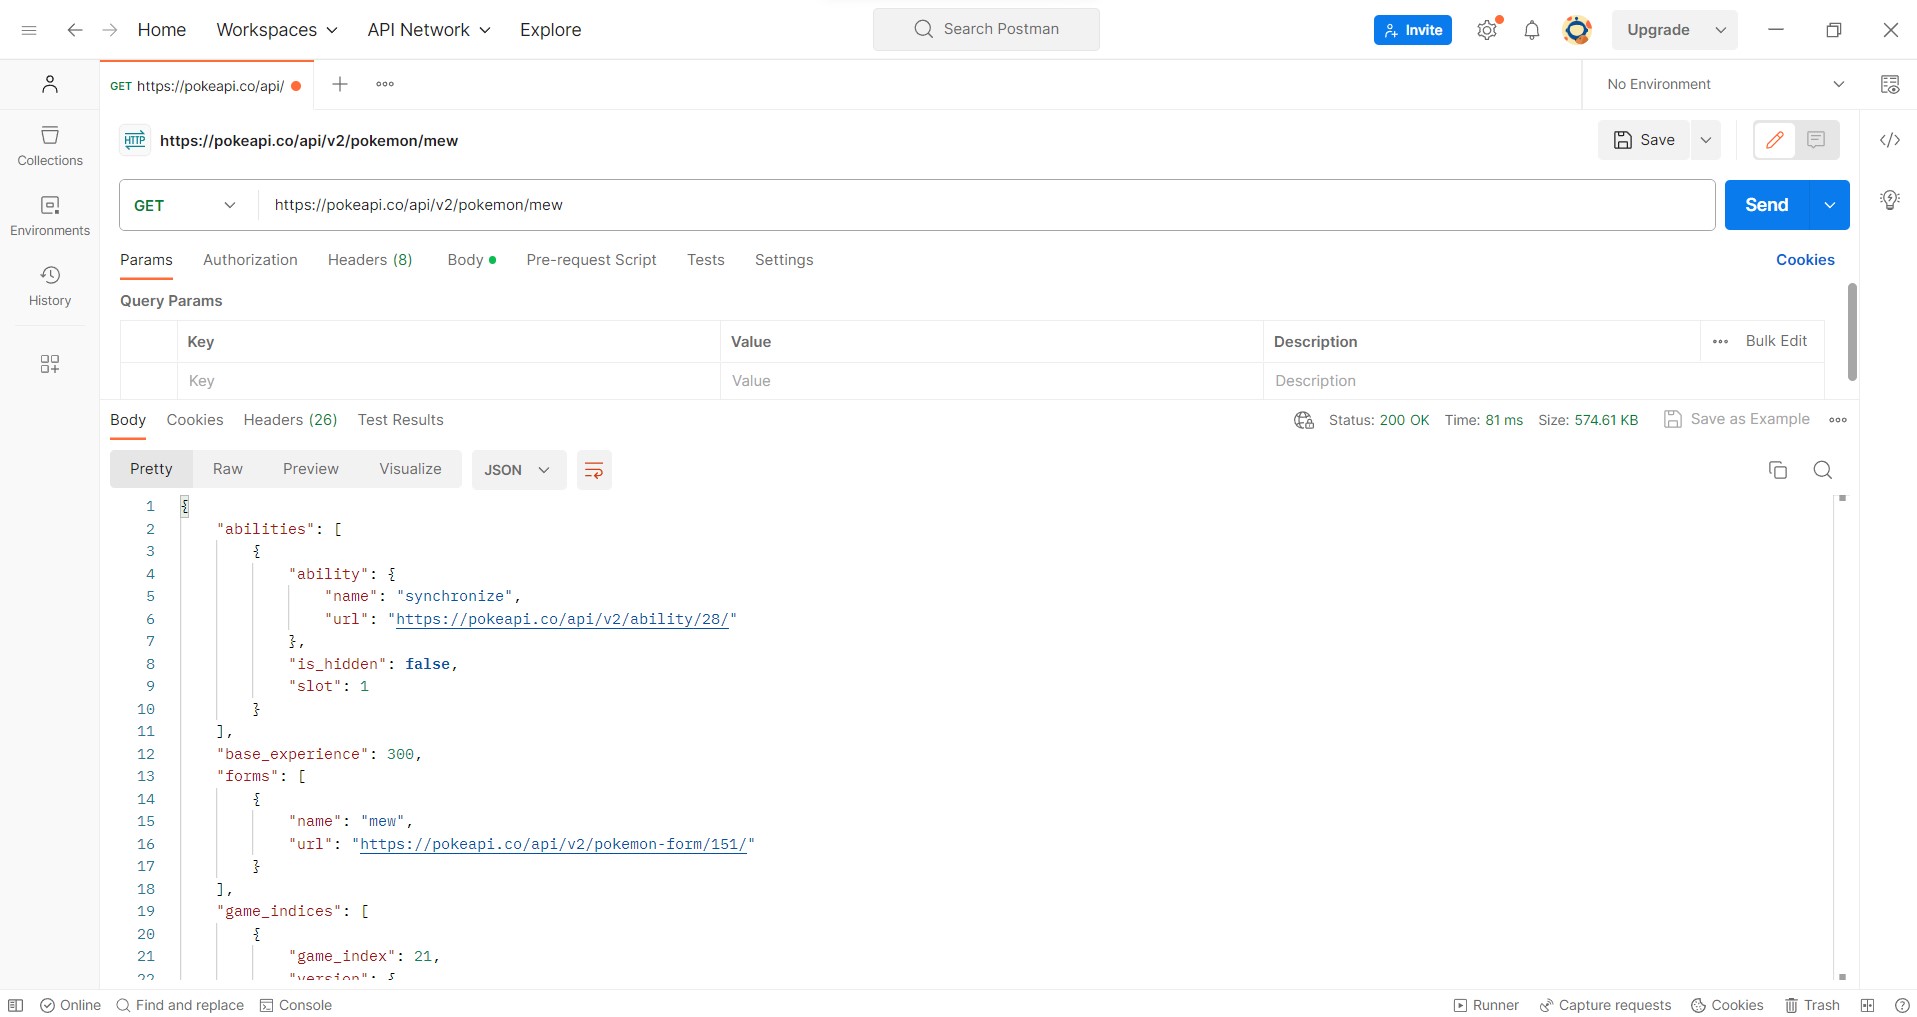 Home Workspaces API Network Explore Search Postman Invite Upgrade
GET https://pokeapi.co/api/ No Environment
HTTP https://pokeapi.co/api/v2/pokemon/mew Save
Collections
GET https://pokeapi.co/api/v2/pokemon/mew Send
Environments
Params Authorization Headers (8) Body Pre-request Script Tests Settings Cookies
History
Query Params
Key Value Description Bulk Edit
Key Value Description
Body Cookies Headers (26) Test Results Status: 200 OK Time: 81 ms Size: 574.61 KB Save as Example
Pretty Raw Preview Visualize JSON
1 {
2 "abilities": [
3 {
4 "ability": {
5 "name": "synchronize",
6 "url": "https://pokeapi.co/api/v2/ability/28/"
7 },
8 "is_hidden": false,
9 "slot": 1
10 }
11 ],
12 "base_experience": 300,
13 "forms": [
14 {
15 "name": "mew",
16 "url": "https://pokeapi.co/api/v2/pokemon-form/151/"
17 }
18 ],
19 "game_indices": [
20 {
21 "game_index": 21,
22 "version": {
Online Find and replace Console Runner Capture requests Cookies Trash